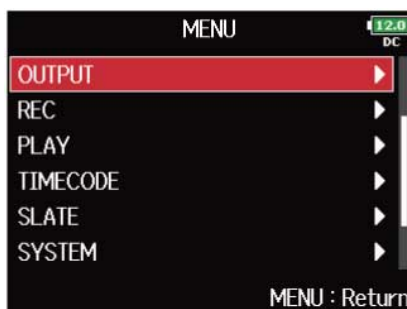 MENU
12.0
DC
OUTPUT
REC
PLAY
TIMECODE
SLATE
SYSTEM
MENU : Return